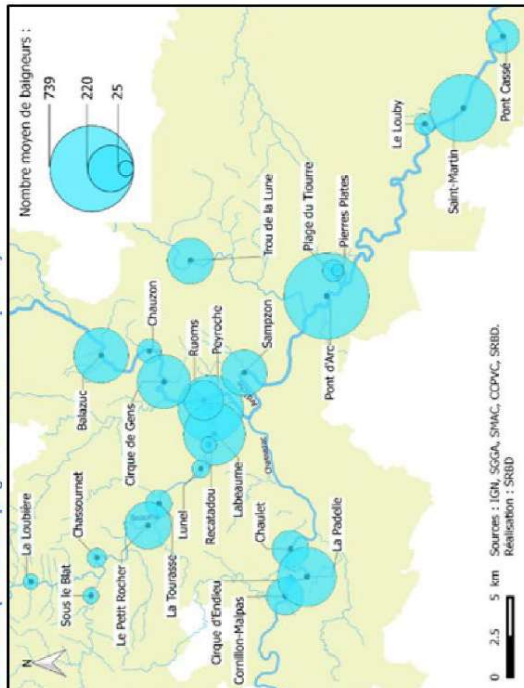 Nombre moyen de baigneurs :
739
220
25
N
La Loubière
Sous le Blat
Chassournet
Le Petit Rocher
La Tourasse
Lunel
Recatadou
Labeaume
Balazuc
Chauzon
Cirque de Gens
Ruoms
Peyroche
Sampzon
Trou de la Lune
Plage du Tiourre
Pierres Plates
Pont d'Arc
Le Louby
Saint-Martin
Pont Cassé
Chaulet
La Padelle
Cirque d'Endieu
Cornillon-Malpas
Chassezac
0 2.5 5 km
Sources : IGN, SGGA, SMAC, CCPVC, SRBD.
Réalisation : SRBD